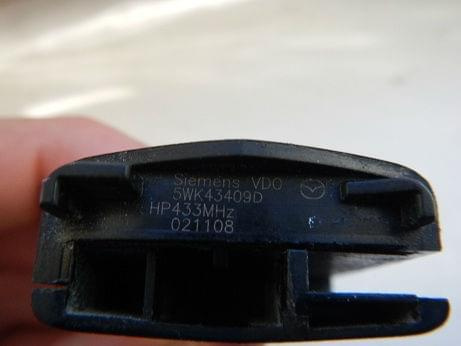 Siemens VDO
5WK43409D
HP433MHz
021108